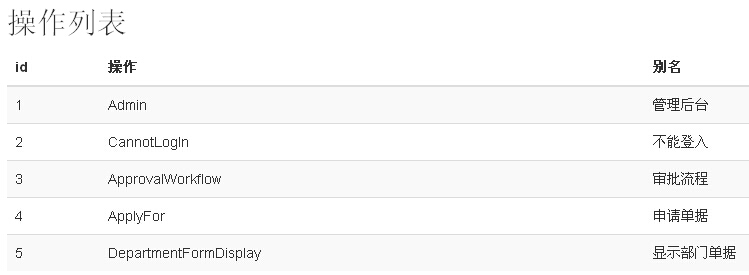 操作列表
id 操作 别名
1 Admin 管理后台
2 CannotLogIn 不能登入
3 ApprovalWorkflow 审批流程
4 ApplyFor 申请单据
5 DepartmentFormDisplay 显示部门单据